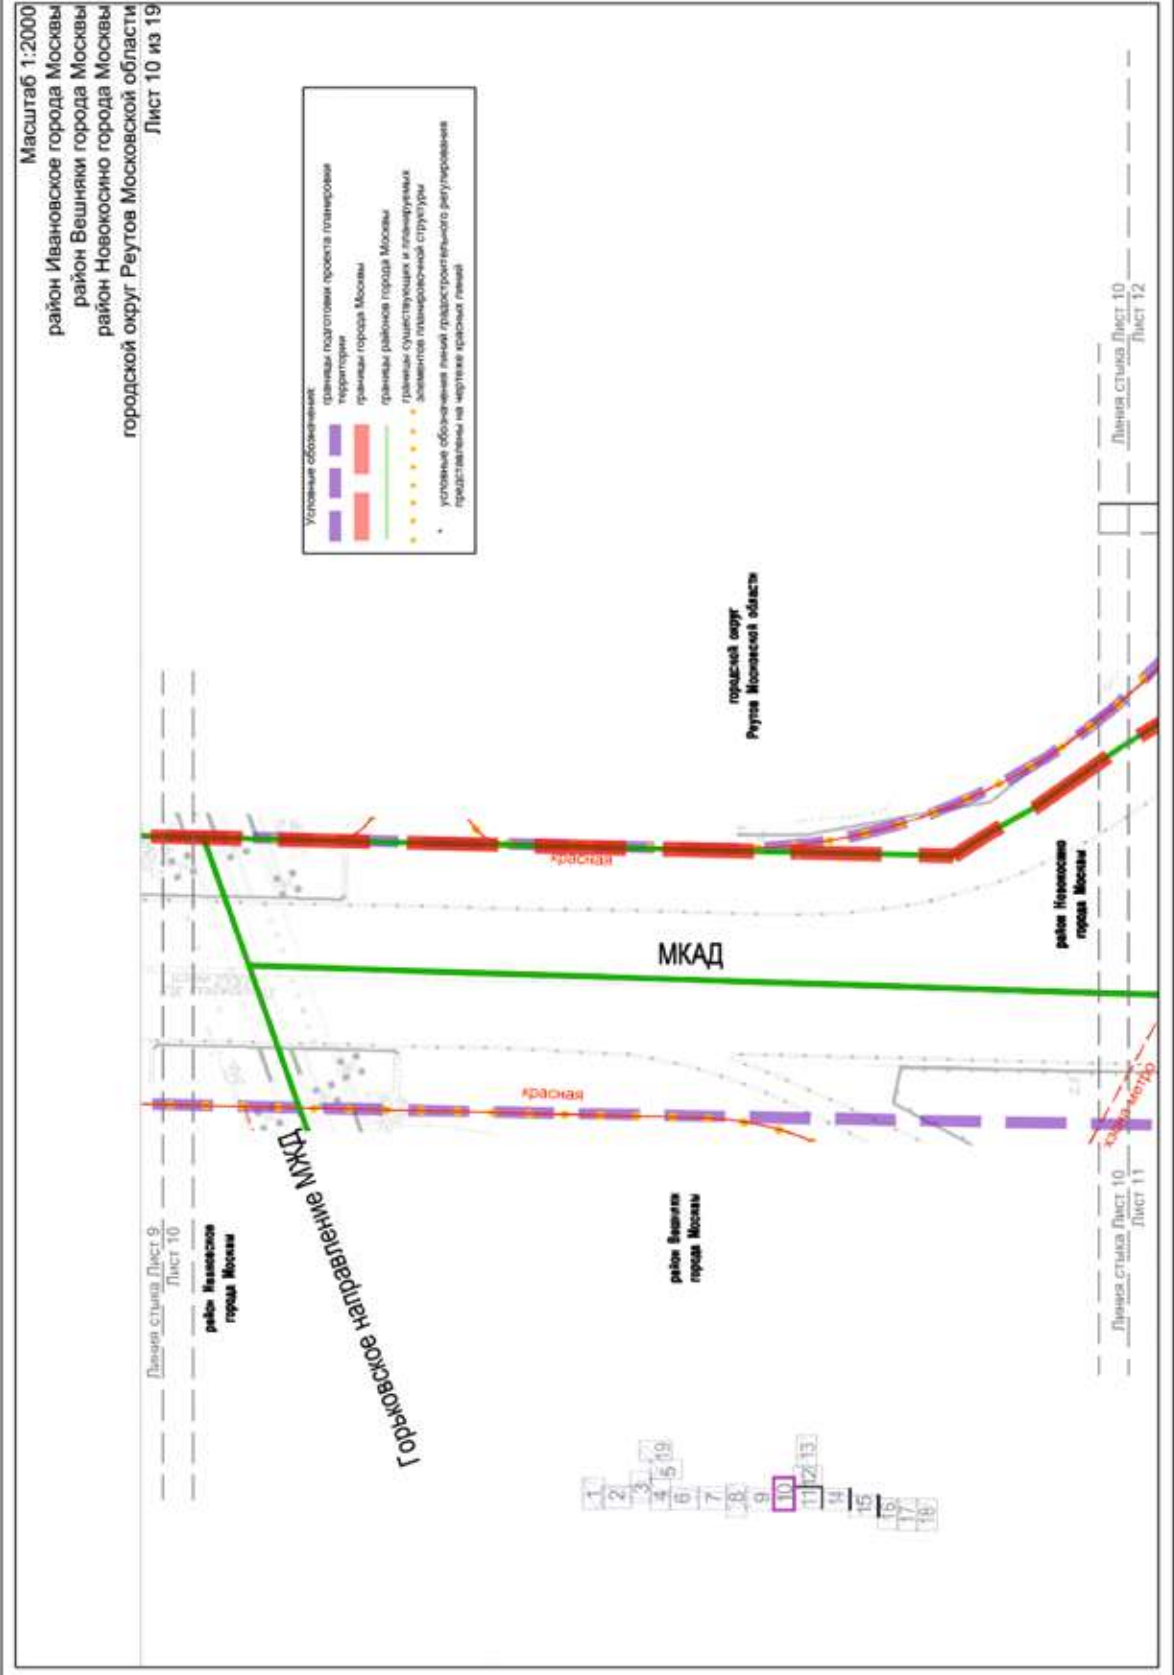 Масштаб 1:2000
район Ивановское города Москвы
район Вешняки города Москвы
район Новокосино города Москвы
городской округ Реутов Московской области
Лист 10 из 19
Условные обозначения:
границы подготовки проекта планировки
территории
границы города Москвы
границы районов города Москвы
границы существующих и планируемых
элементов планировочной структуры
* условные обозначения линий градостроительного регулирования
представлены на чертеже красных линий
Линия стыка Лист 9
Лист 10
район Ивановское
города Москвы
Горьковское направление МЖД
МКАД
красная
красная
городской округ
Реутов Московской области
район Вешняки
города Москвы
район Новокосино
города Москвы
Линия стыка Лист 10
Лист 12
Линия стыка Лист 10
Лист 11
1
2
3
4
5
19
6
7
8
9
10
11
12
13
14
15
16
17
18